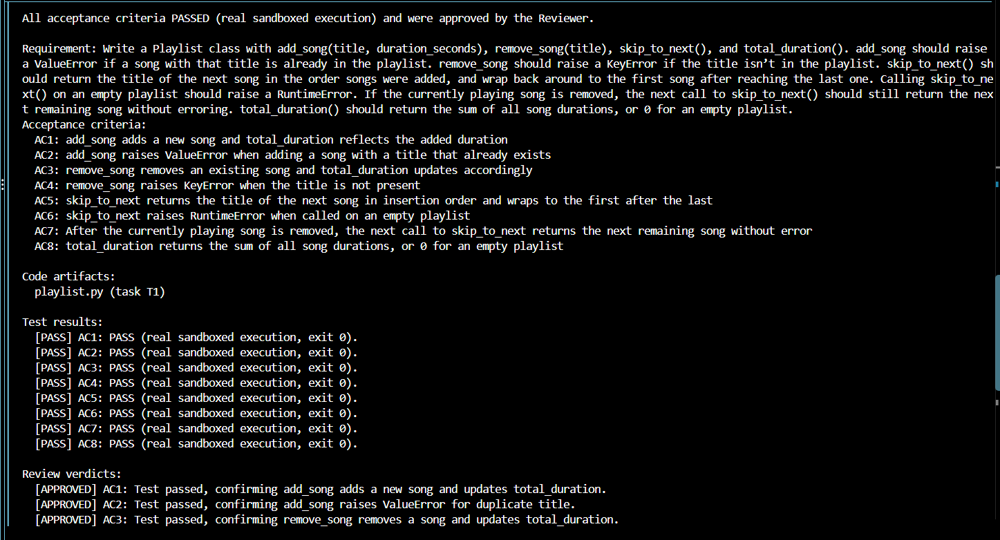 All acceptance criteria PASSED (real sandboxed execution) and were approved by the Reviewer.
Requirement: Write a Playlist class with add_song(title, duration_seconds), remove_song(title), skip_to_next(), and total_duration(). add_song should raise
a ValueError if a song with that title is already in the playlist. remove_song should raise a KeyError if the title isn’t in the playlist. skip_to_next() sh
ould return the title of the next song in the order songs were added, and wrap back around to the first song after reaching the last one. Calling skip_to_ne
xt() on an empty playlist should raise a RuntimeError. If the currently playing song is removed, the next call to skip_to_next() should still return the nex
t remaining song without erroring. total_duration() should return the sum of all song durations, or 0 for an empty playlist.
Acceptance criteria:
AC1: add_song adds a new song and total_duration reflects the added duration
AC2: add_song raises ValueError when adding a song with a title that already exists
AC3: remove_song removes an existing song and total_duration updates accordingly
AC4: remove_song raises KeyError when the title is not present
AC5: skip_to_next returns the title of the next song in insertion order and wraps to the first after the last
AC6: skip_to_next raises RuntimeError when called on an empty playlist
AC7: After the currently playing song is removed, the next call to skip_to_next returns the next remaining song without error
AC8: total_duration returns the sum of all song durations, or 0 for an empty playlist
Code artifacts:
playlist.py (task T1)
Test results:
[PASS] AC1: PASS (real sandboxed execution, exit 0).
[PASS] AC2: PASS (real sandboxed execution, exit 0).
[PASS] AC3: PASS (real sandboxed execution, exit 0).
[PASS] AC4: PASS (real sandboxed execution, exit 0).
[PASS] AC5: PASS (real sandboxed execution, exit 0).
[PASS] AC6: PASS (real sandboxed execution, exit 0).
[PASS] AC7: PASS (real sandboxed execution, exit 0).
[PASS] AC8: PASS (real sandboxed execution, exit 0).
Review verdicts:
[APPROVED] AC1: Test passed, confirming add_song adds a new song and updates total_duration.
[APPROVED] AC2: Test passed, confirming add_song raises ValueError for duplicate title.
[APPROVED] AC3: Test passed, confirming remove_song removes a song and updates total_duration.